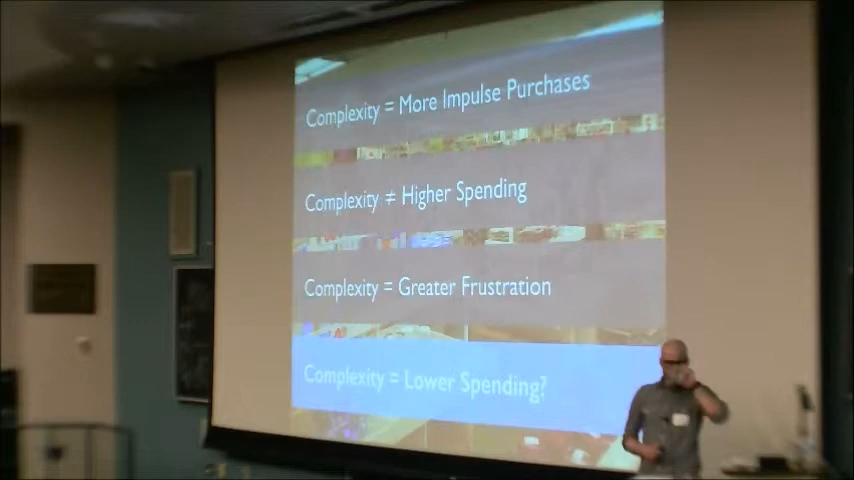 Complexity = More Impulse Purchases
Complexity ≠ Higher Spending
Complexity = Greater Frustration
Complexity = Lower Spending?